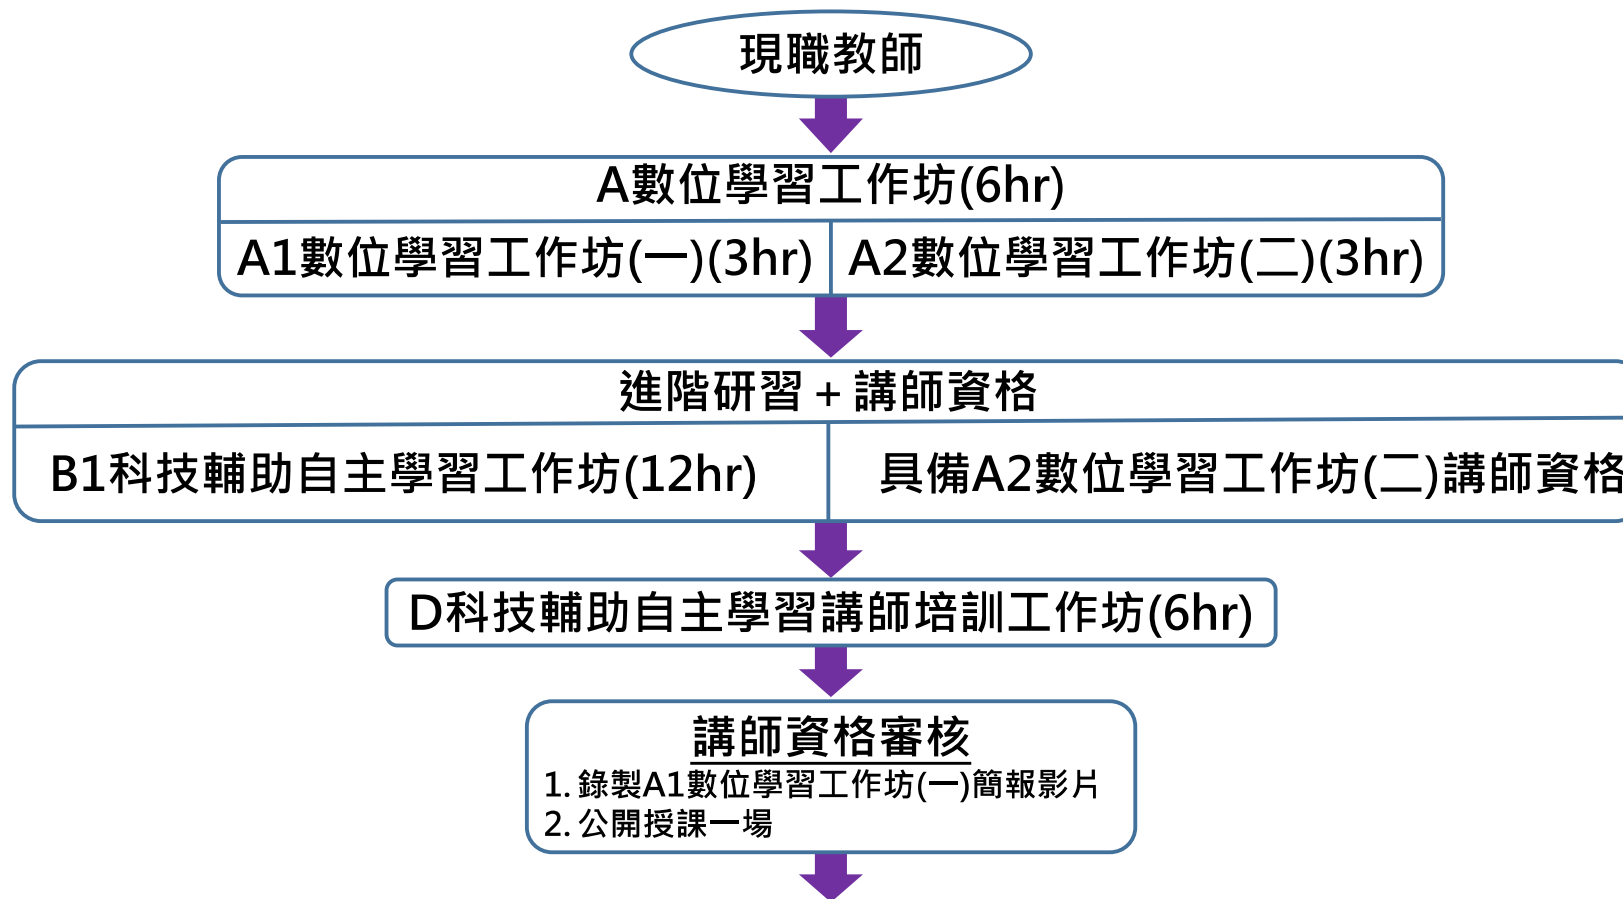 現職教師
A數位學習工作坊(6hr)
A1數位學習工作坊(一)(3hr)
A2數位學習工作坊(二)(3hr)
進階研習+講師資格
B1科技輔助自主學習工作坊(12hr)
具備A2數位學習工作坊(二)講師資格
D科技輔助自主學習講師培訓工作坊(6hr)
講師資格審核
1. 錄製A1數位學習工作坊(一)簡報影片
2. 公開授課一場